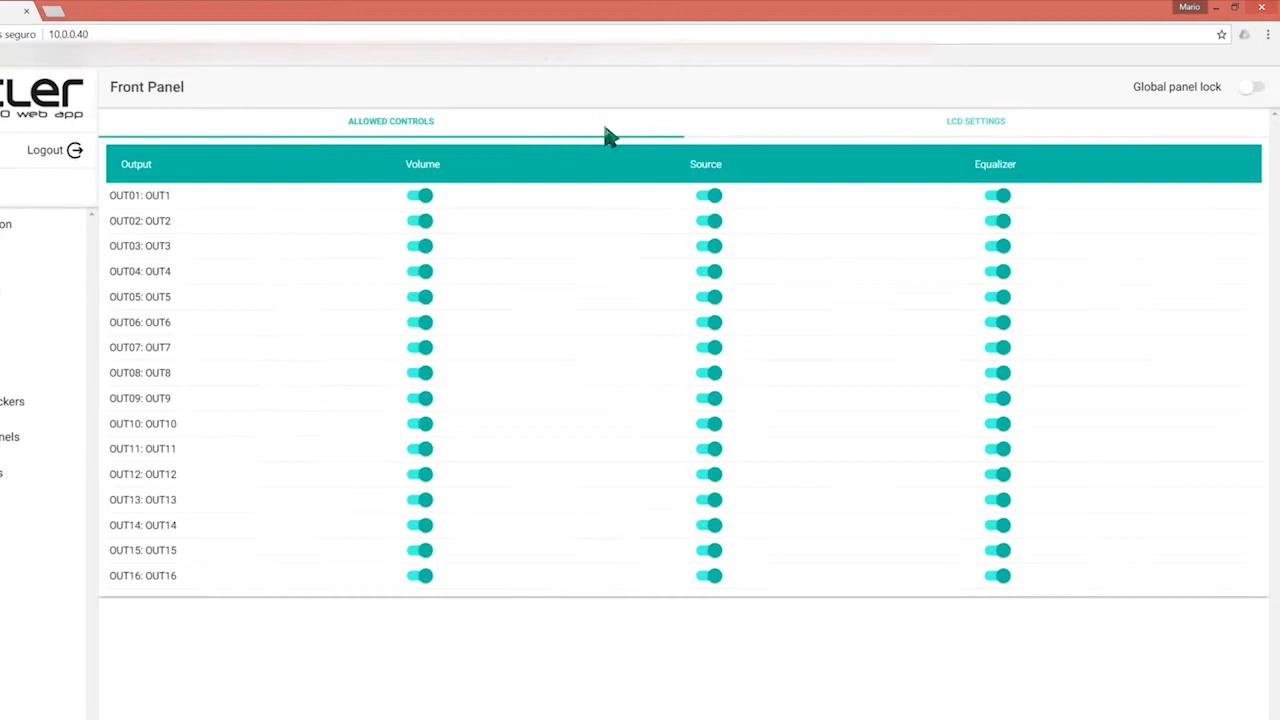 Mario
s seguro
10.0.0.40
cler
0 web app
Front Panel
Global panel lock
ALLOWED CONTROLS
LCD SETTINGS
Logout
Output Volume Source Equalizer
OUT01: OUT1
OUT02: OUT2
on
OUT03: OUT3
OUT04: OUT4
OUT05: OUT5
OUT06: OUT6
OUT07: OUT7
OUT08: OUT8
OUT09: OUT9
ckers
OUT10: OUT10
nels
OUT11: OUT11
OUT12: OUT12
s
OUT13: OUT13
OUT14: OUT14
OUT15: OUT15
OUT16: OUT16